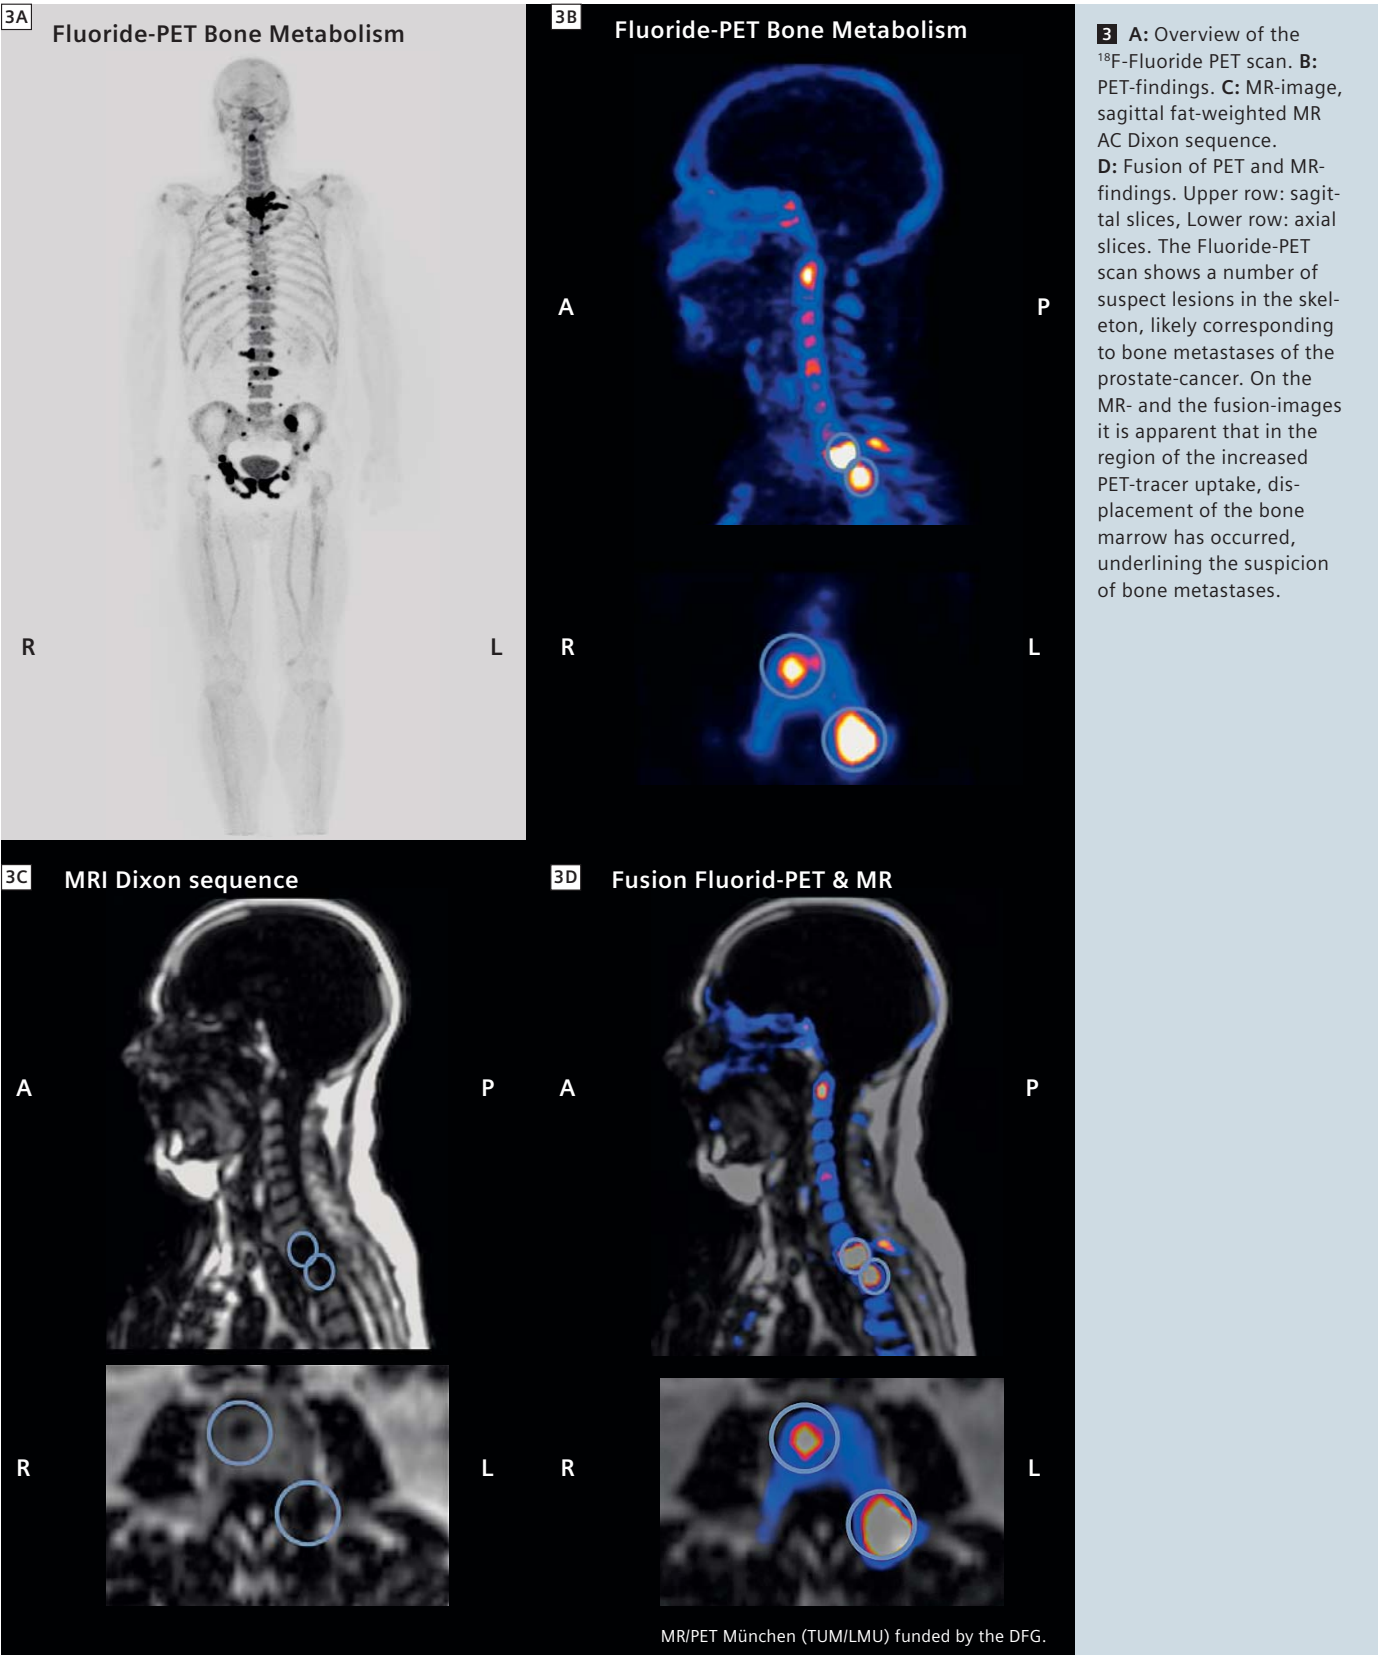 3A
Fluoride-PET Bone Metabolism
R
L
3B
Fluoride-PET Bone Metabolism
A
P
R
L
3C
MRI Dixon sequence
A
P
R
L
3D
Fusion Fluorid-PET & MR
A
P
R
L
MR/PET München (TUM/LMU) funded by the DFG.
3 A: Overview of the
¹⁸F-Fluoride PET scan. B:
PET-findings. C: MR-image,
sagittal fat-weighted MR
AC Dixon sequence.
D: Fusion of PET and MR-
findings. Upper row: sagit-
tal slices, Lower row: axial
slices. The Fluoride-PET
scan shows a number of
suspect lesions in the skel-
eton, likely corresponding
to bone metastases of the
prostate-cancer. On the
MR- and the fusion-images
it is apparent that in the
region of the increased
PET-tracer uptake, dis-
placement of the bone
marrow has occurred,
underlining the suspicion
of bone metastases.